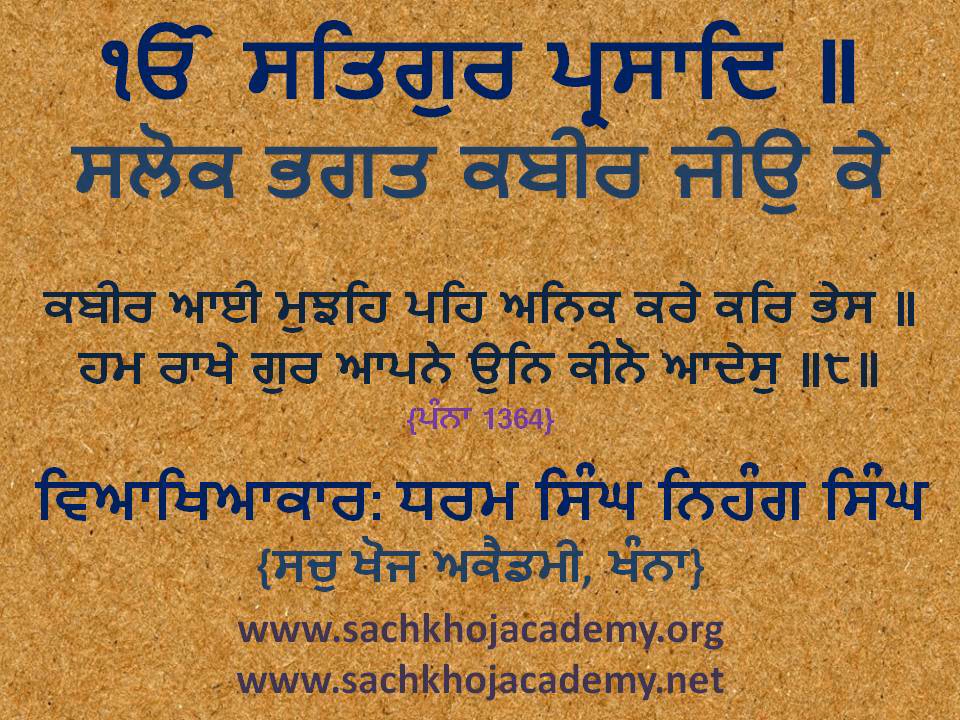 ੴ ਸਤਿਗੁਰ ਪ੍ਰਸਾਦਿ ॥
ਸਲੋਕ ਭਗਤ ਕਬੀਰ ਜੀਉ ਕੇ
ਕਬੀਰ ਆਈ ਮੁਝਹਿ ਪਹਿ ਅਨਿਕ ਕਰੇ ਕਰਿ ਭੇਸ ॥
ਹਮ ਰਾਖੇ ਗੁਰ ਆਪਨੇ ਉਨਿ ਕੀਨੋ ਆਦੇਸੁ ॥੮॥
{ਪੰਨਾ 1364}
ਵਿਆਖਿਆਕਾਰ: ਧਰਮ ਸਿੰਘ ਨਿਹੰਗ ਸਿੰਘ
{ਸਚੁ ਖੋਜ ਅਕੈਡਮੀ, ਖੰਨਾ}
www.sachkhojacademy.org
www.sachkhojacademy.net